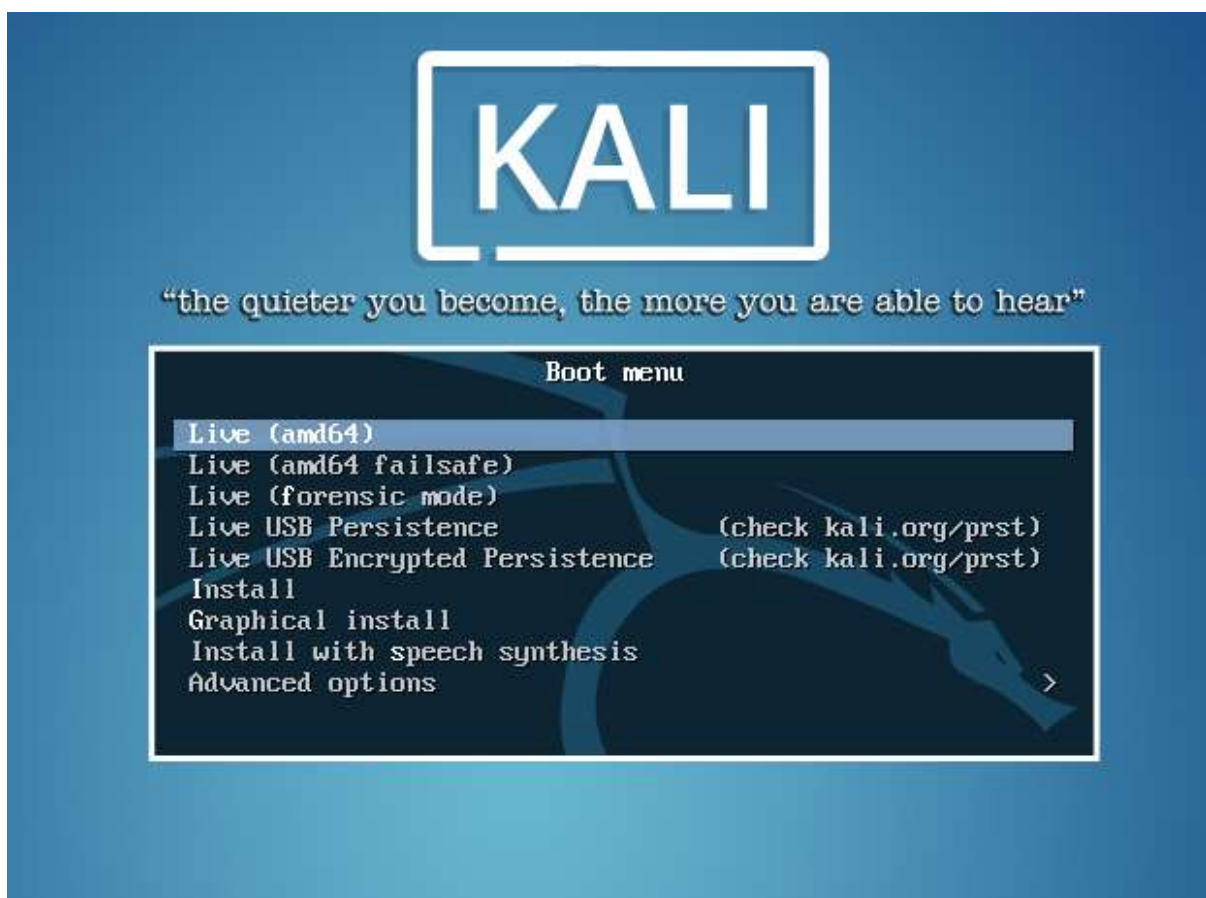 KALI
“the quieter you become, the more you are able to hear”
Boot menu
Live (amd64)
Live (amd64 failsafe)
Live (forensic mode)
Live USB Persistence (check kali.org/prst)
Live USB Encrypted Persistence (check kali.org/prst)
Install
Graphical install
Install with speech synthesis
Advanced options >